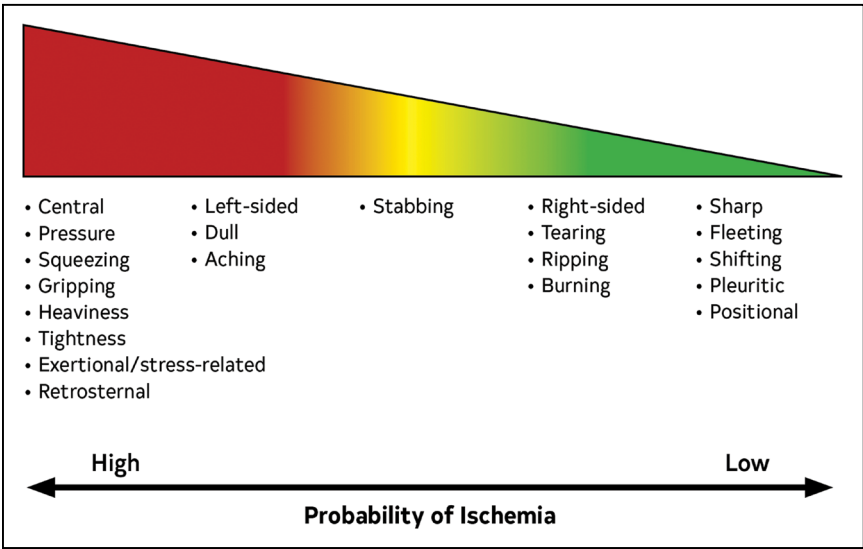 • Central
• Pressure
• Squeezing
• Gripping
• Heaviness
• Tightness
• Exertional/stress-related
• Retrosternal
• Left-sided
• Dull
• Aching
• Stabbing
• Right-sided
• Tearing
• Ripping
• Burning
• Sharp
• Fleeting
• Shifting
• Pleuritic
• Positional
High
Low
Probability of Ischemia